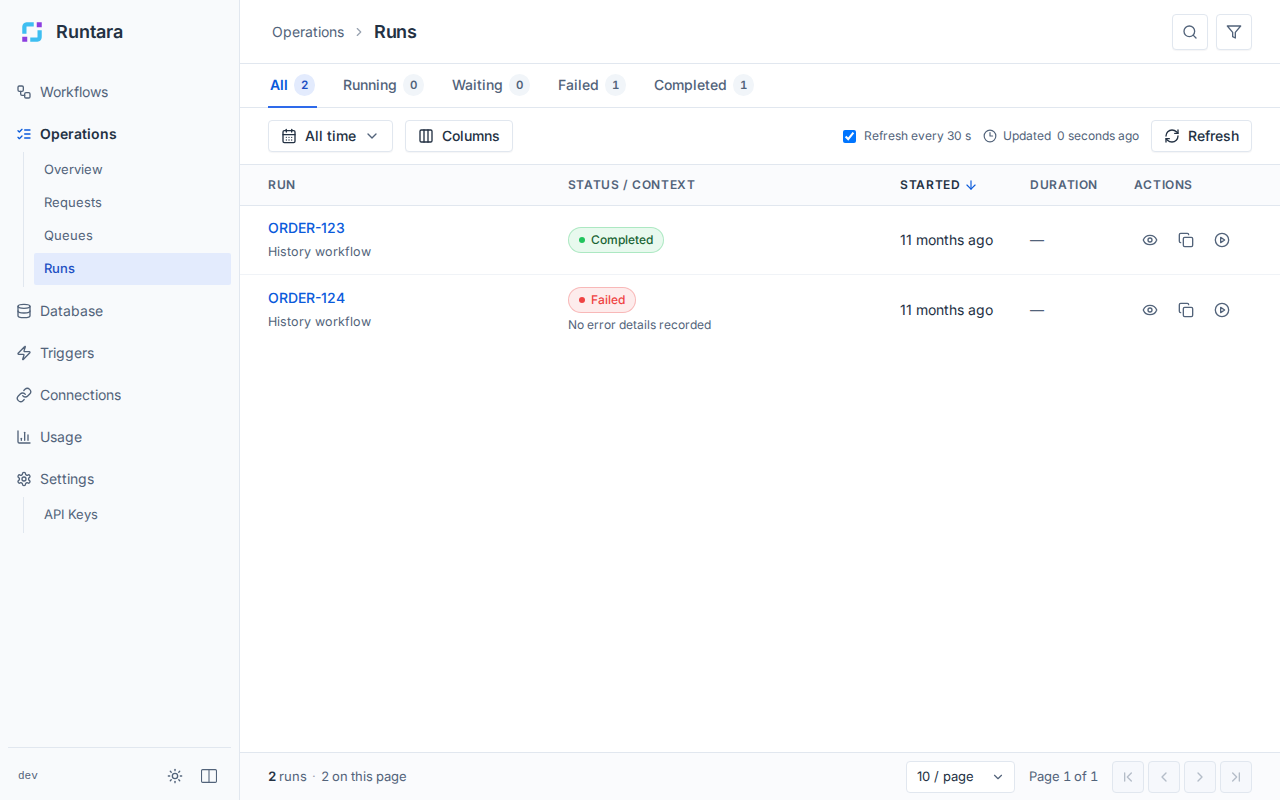 Runtara
Workflows
Operations
Overview
Requests
Queues
Runs
Database
Triggers
Connections
Usage
Settings
API Keys
dev
Operations > Runs
All 2 Running 0 Waiting 0 Failed 1 Completed 1
All time Columns Refresh every 30 s Updated 0 seconds ago Refresh
RUN STATUS / CONTEXT STARTED DURATION ACTIONS
ORDER-123
History workflow
Completed
11 months ago
—
ORDER-124
History workflow
Failed
No error details recorded
11 months ago
—
2 runs · 2 on this page
10 / page
Page 1 of 1